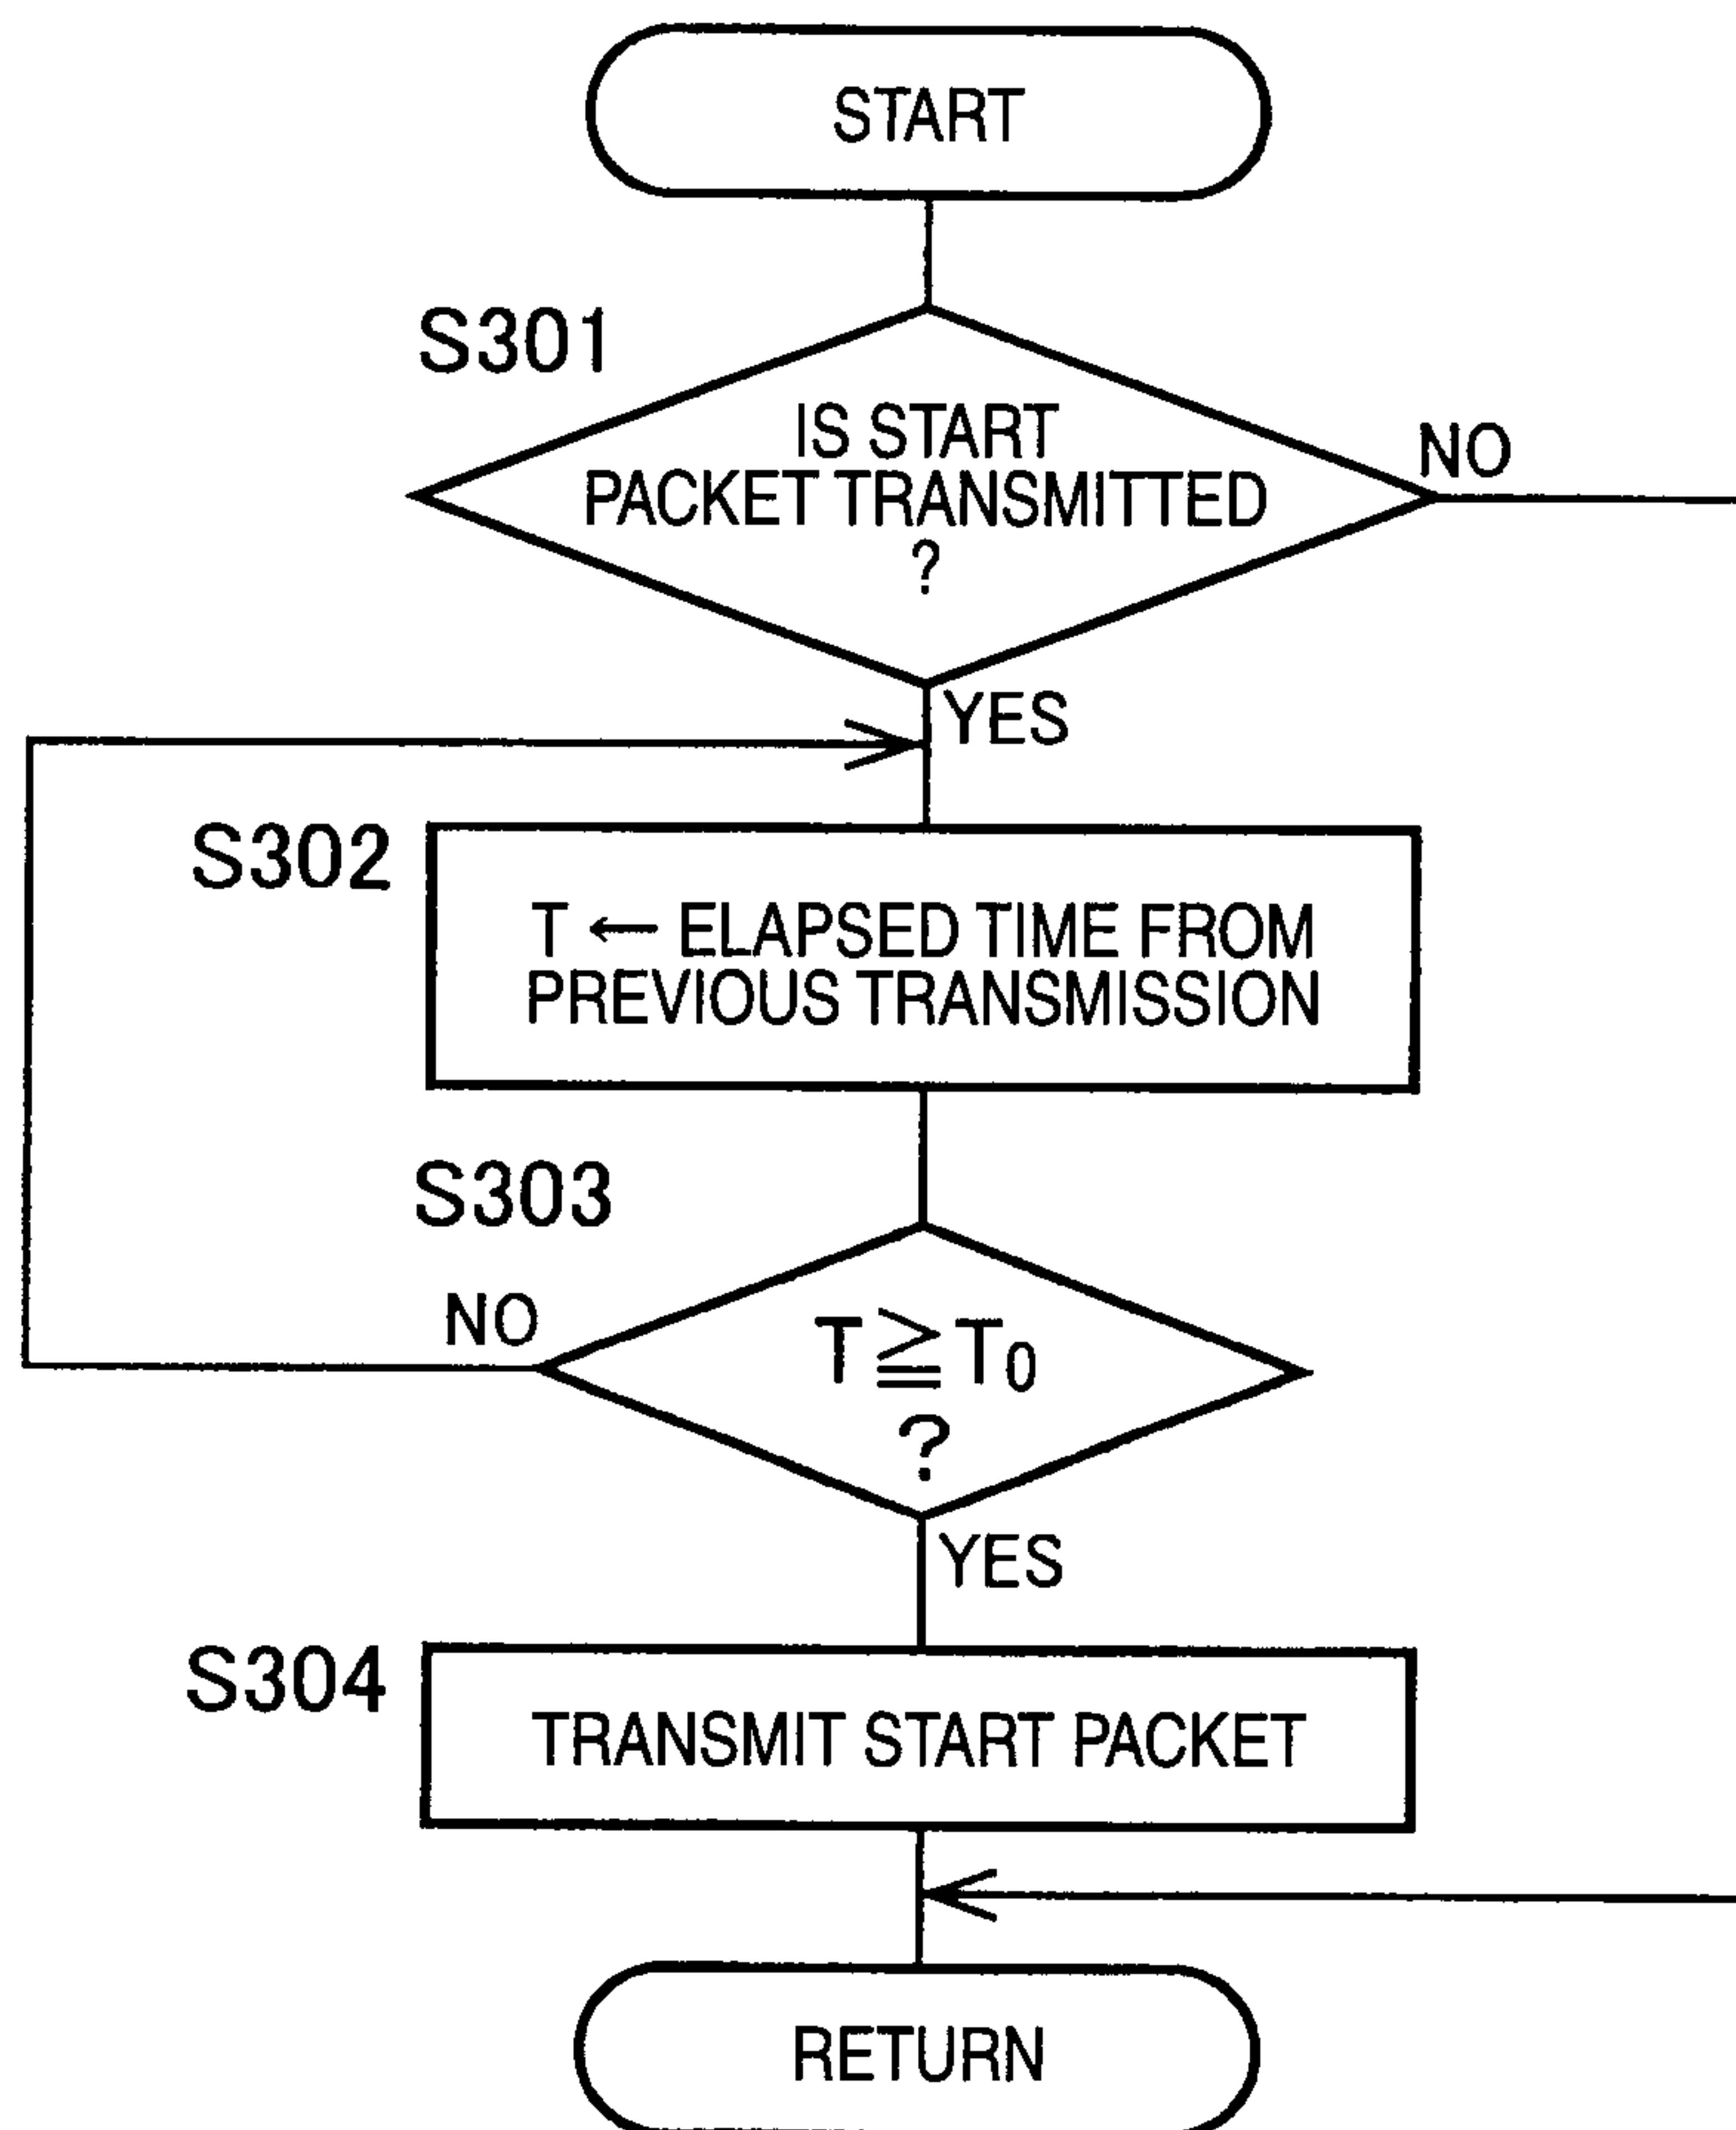 START
S301
IS START
PACKET TRANSMITTED
?
NO
YES
S302
T ← ELAPSED TIME FROM
PREVIOUS TRANSMISSION
S303
NO
T ≧ T0
?
YES
S304
TRANSMIT START PACKET
RETURN